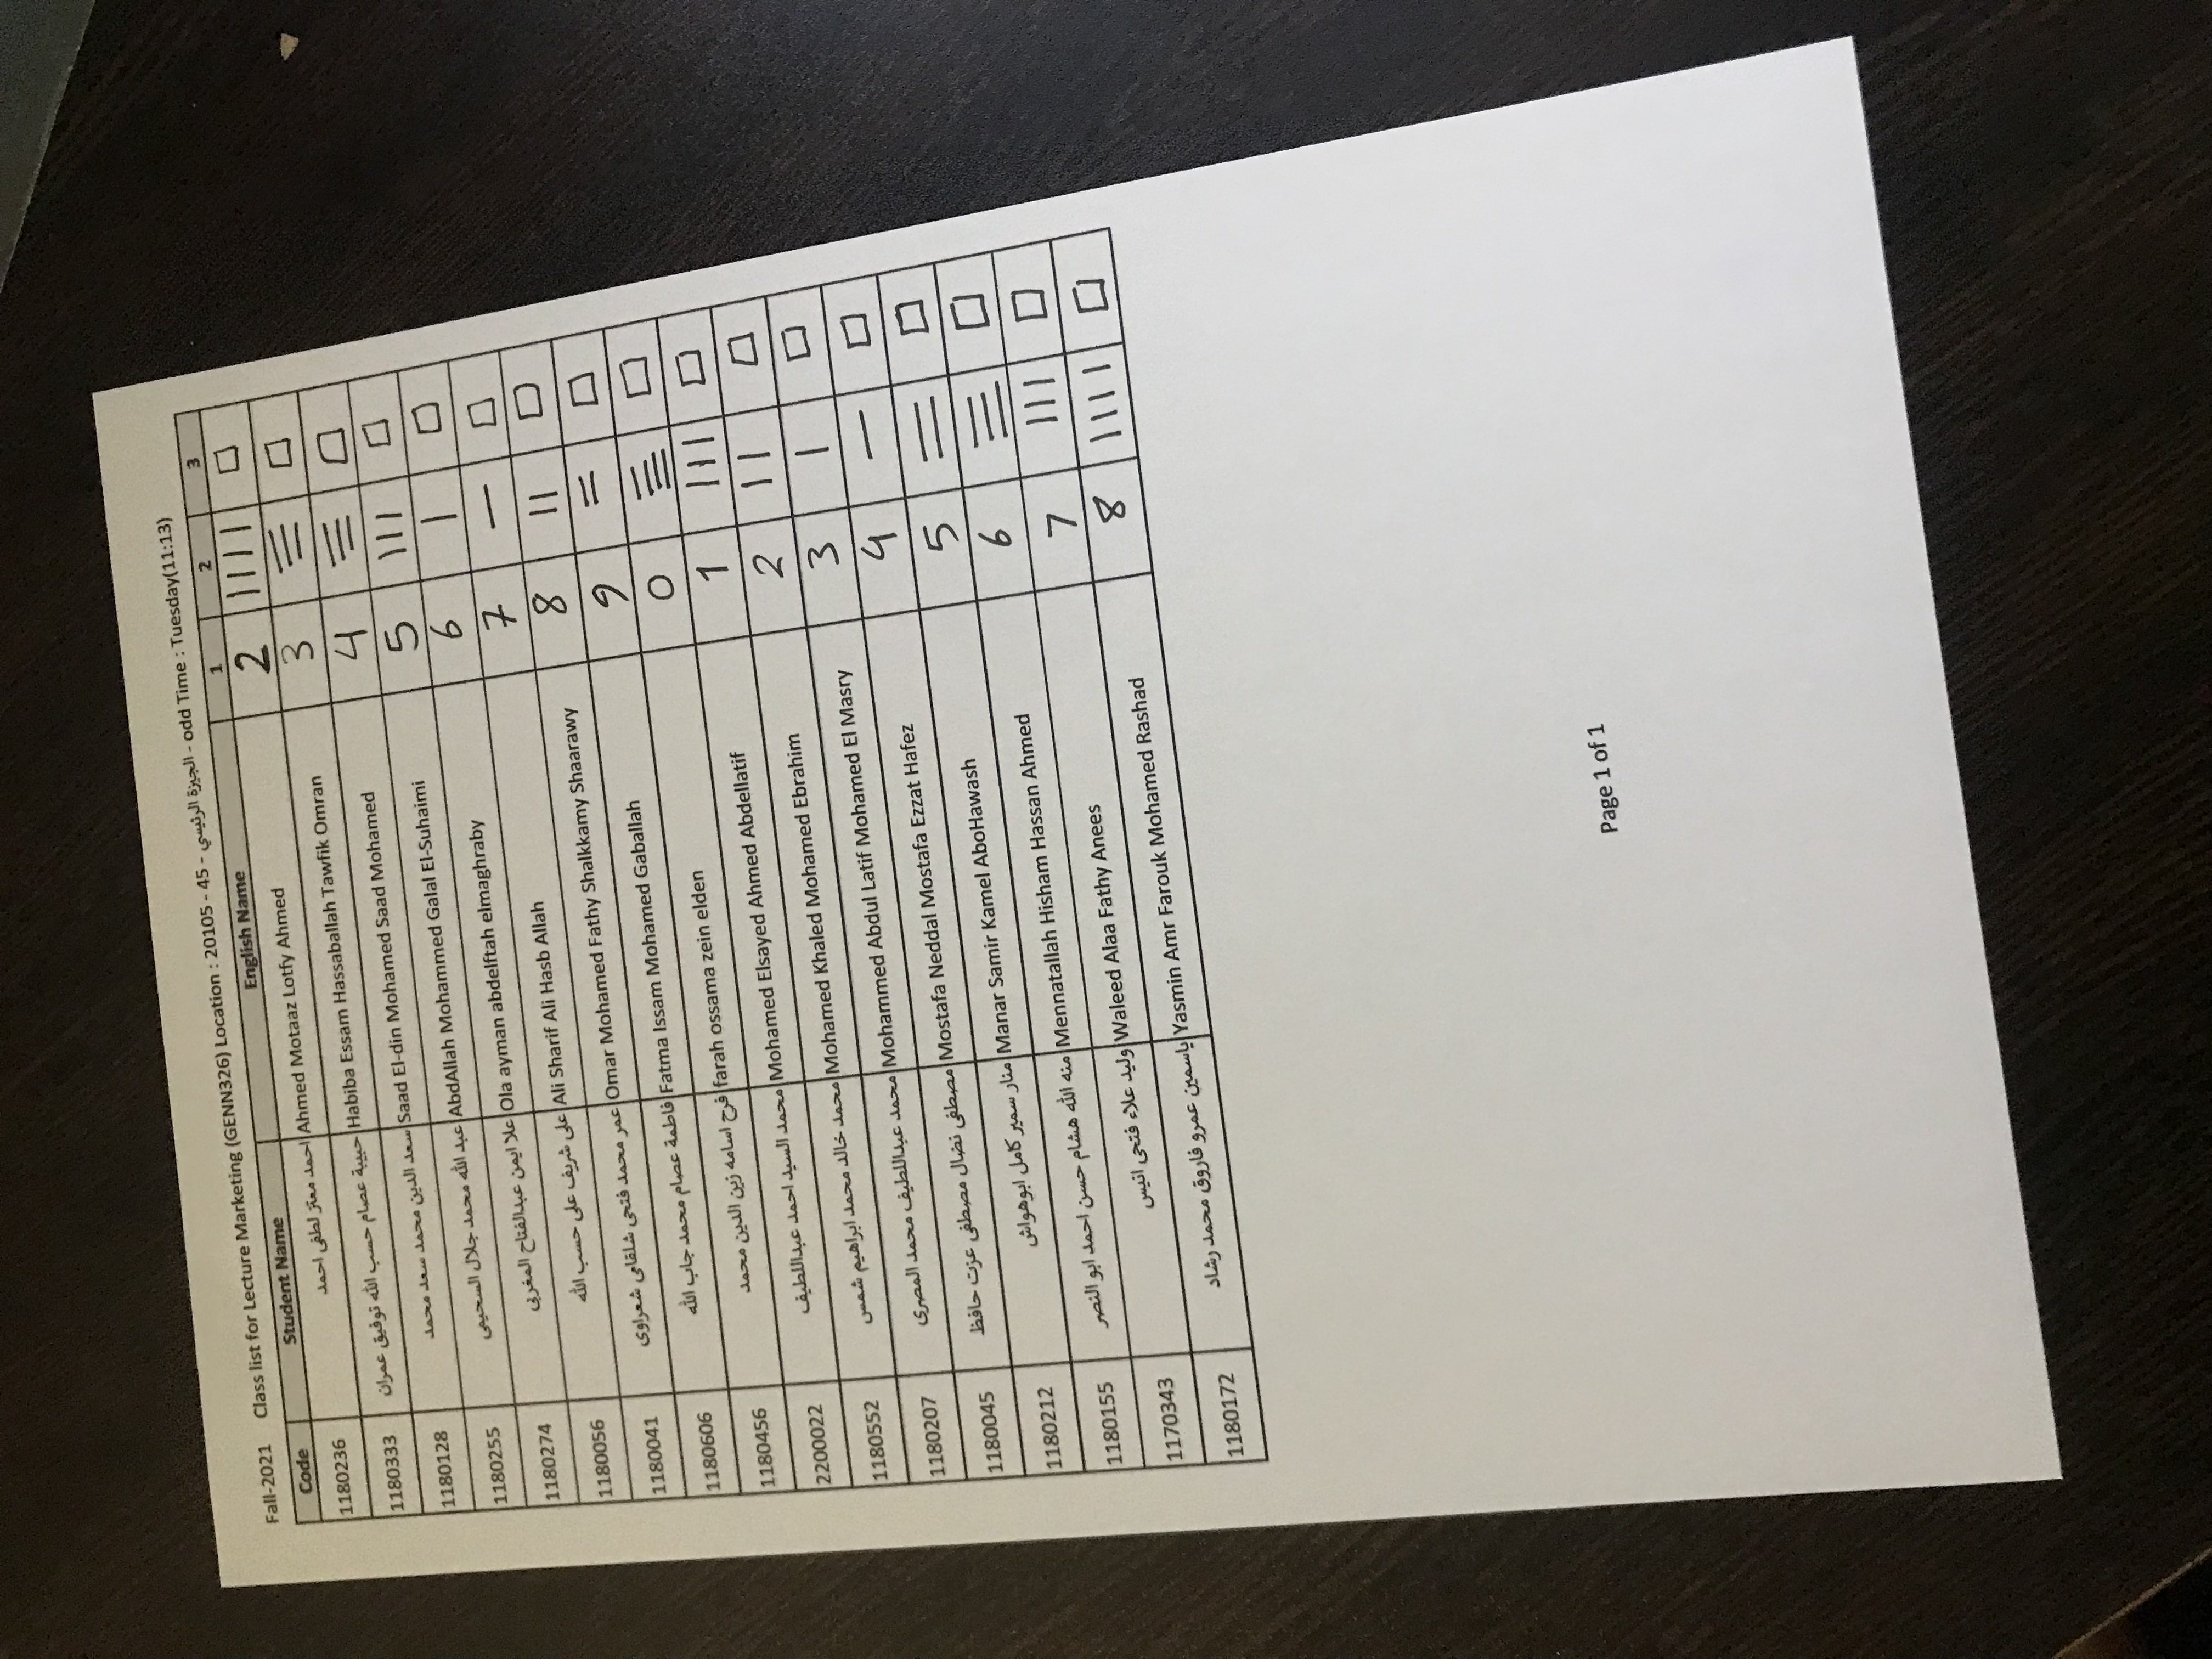 Fall-2021 Class list for Lecture Marketing (GENN326) Location : 20105 - 45 - الجيزة الرئيسي - odd Time : Tuesday(11:13)
Code Student Name English Name 1 2 3
1180236 احمد معتز لطفى احمد Ahmed Motaaz Lotfy Ahmed 2 ||||
1180333 حبيبة عصام حسب الله توفيق عمران Habiba Essam Hassaballah Tawfik Omran 3
1180128 سعد الدين محمد سعد محمد Saad El-din Mohamed Saad Mohamed 4
1180255 عبد الله محمد جلال السحيمى AbdAllah Mohammed Galal El-Suhaimi 5 |||
1180274 علا ايمن عبدالفتاح المغربى Ola ayman abdelftah elmaghraby 6 |
1180056 على شريف على حسب الله Ali Sharif Ali Hasb Allah 7 —
1180041 عمر محمد فتحى شلقامى شعراوى Omar Mohamed Fathy Shalkkamy Shaarawy 8 ||
1180606 فاطمة عصام محمد جاب الله Fatma Issam Mohamed Gaballah 9 =
1180456 فرح اسامه زين الدين محمد farah ossama zein elden 0
2200022 محمد السيد احمد عبداللطيف Mohamed Elsayed Ahmed Abdellatif 1 |||
1180552 محمد خالد محمد ابراهيم شمس Mohamed Khaled Mohamed Ebrahim 2 ||
1180207 محمد عبداللطيف محمد المصرى Mohammed Abdul Latif Mohamed El Masry 3 |
1180045 مصطفى نضال مصطفى عزت حافظ Mostafa Neddal Mostafa Ezzat Hafez 4 —
1180212 منار سمير كامل ابوهواش Manar Samir Kamel AboHawash 5
1180155 منه الله هشام حسن احمد ابو النصر Mennatallah Hisham Hassan Ahmed 6
1170343 وليد علاء فتحى انيس Waleed Alaa Fathy Anees 7 |||
1180172 ياسمين عمرو فاروق محمد رشاد Yasmin Amr Farouk Mohamed Rashad 8 ||||
Page 1 of 1